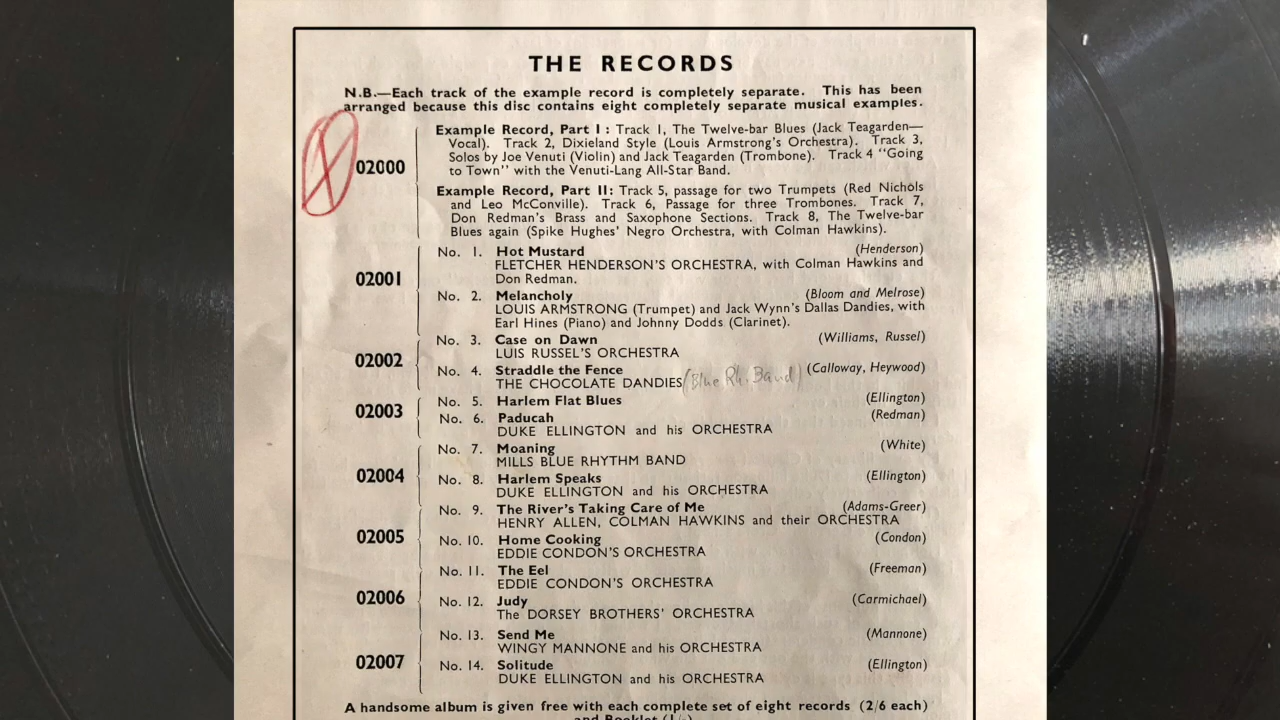 THE RECORDS
N.B.—Each track of the example record is completely separate. This has been
arranged because this disc contains eight completely separate musical examples.
02000
Example Record, Part I : Track 1, The Twelve-bar Blues (Jack Teagarden—
Vocal). Track 2, Dixieland Style (Louis Armstrong's Orchestra). Track 3,
Solos by Joe Venuti (Violin) and Jack Teagarden (Trombone). Track 4 "Going
to Town" with the Venuti-Lang All-Star Band.
Example Record, Part II: Track 5, passage for two Trumpets (Red Nichols
and Leo McConville). Track 6, Passage for three Trombones. Track 7,
Don Redman's Brass and Saxophone Sections. Track 8, The Twelve-bar
Blues again (Spike Hughes' Negro Orchestra, with Colman Hawkins).
02001
No. 1. Hot Mustard (Henderson)
FLETCHER HENDERSON'S ORCHESTRA, with Colman Hawkins and
Don Redman.
No. 2. Melancholy (Bloom and Melrose)
LOUIS ARMSTRONG (Trumpet) and Jack Wynn's Dallas Dandies, with
Earl Hines (Piano) and Johnny Dodds (Clarinet).
02002
No. 3. Case on Dawn (Williams, Russel)
LUIS RUSSEL'S ORCHESTRA
No. 4. Straddle the Fence (Calloway, Heywood)
THE CHOCOLATE DANDIES (Blue Rh. Band)
02003
No. 5. Harlem Flat Blues (Ellington)
No. 6. Paducah (Redman)
DUKE ELLINGTON and his ORCHESTRA
02004
No. 7. Moaning (White)
MILLS BLUE RHYTHM BAND
No. 8. Harlem Speaks (Ellington)
DUKE ELLINGTON and his ORCHESTRA
02005
No. 9. The River's Taking Care of Me (Adams-Greer)
HENRY ALLEN, COLMAN HAWKINS and their ORCHESTRA
No. 10. Home Cooking (Condon)
EDDIE CONDON'S ORCHESTRA
02006
No. 11. The Eel (Freeman)
EDDIE CONDON'S ORCHESTRA
No. 12. Judy (Carmichael)
The DORSEY BROTHERS' ORCHESTRA
02007
No. 13. Send Me (Mannone)
WINGY MANNONE and his ORCHESTRA
No. 14. Solitude (Ellington)
DUKE ELLINGTON and his ORCHESTRA
A handsome album is given free with each complete set of eight records (2/6 each)
and Booklet